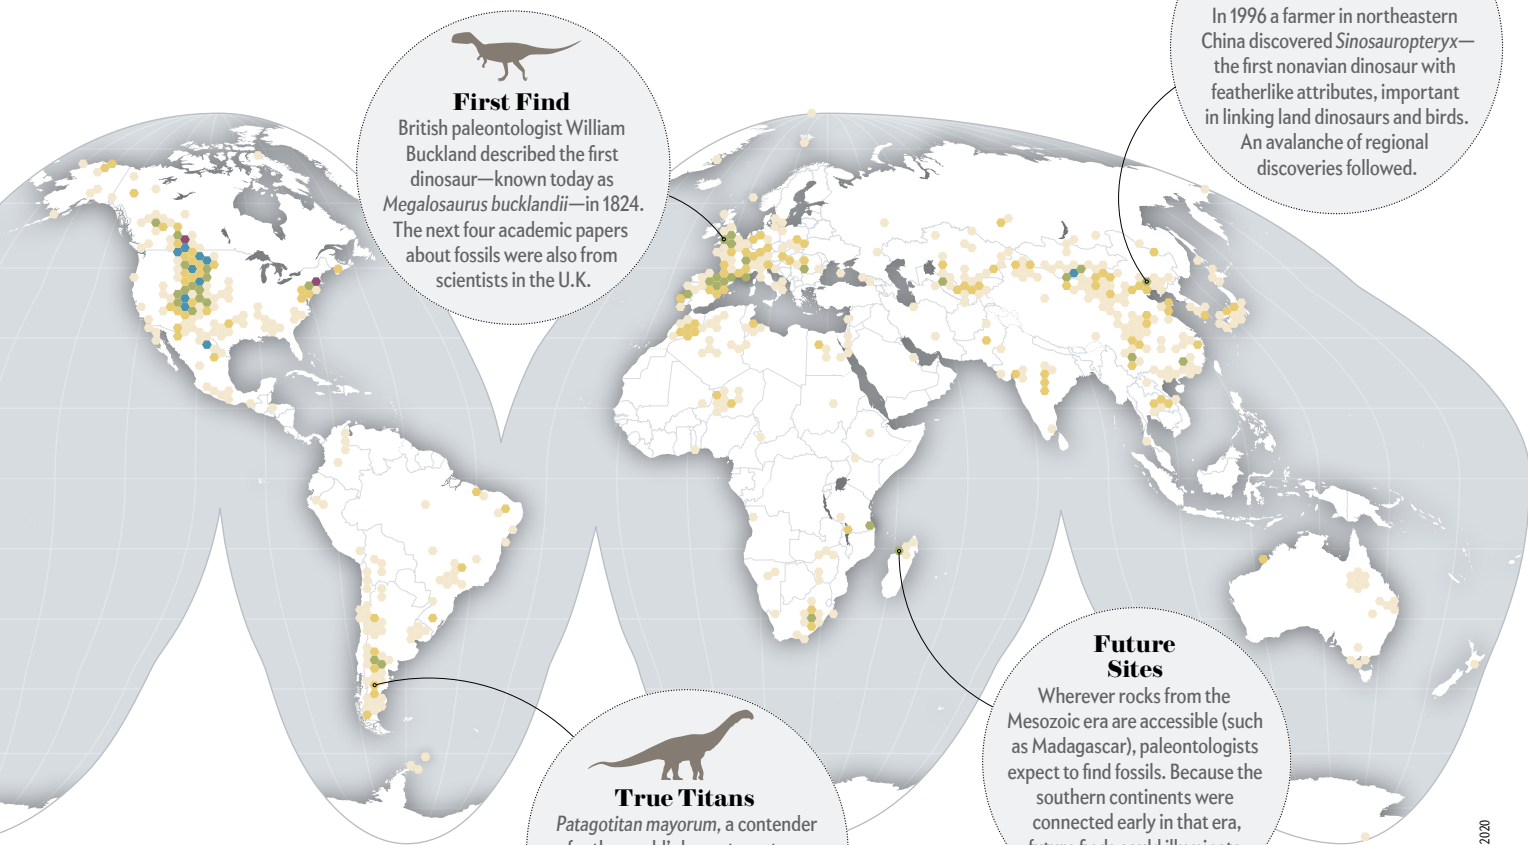 In 1996 a farmer in northeastern
China discovered Sinosauropteryx—
the first nonavian dinosaur with
featherlike attributes, important
in linking land dinosaurs and birds.
An avalanche of regional
discoveries followed.
First Find
British paleontologist William
Buckland described the first
dinosaur—known today as
Megalosaurus bucklandii—in 1824.
The next four academic papers
about fossils were also from
scientists in the U.K.
Future
Sites
Wherever rocks from the
Mesozoic era are accessible (such
as Madagascar), paleontologists
expect to find fossils. Because the
southern continents were
connected early in that era,
True Titans
Patagotitan mayorum, a contender
2020